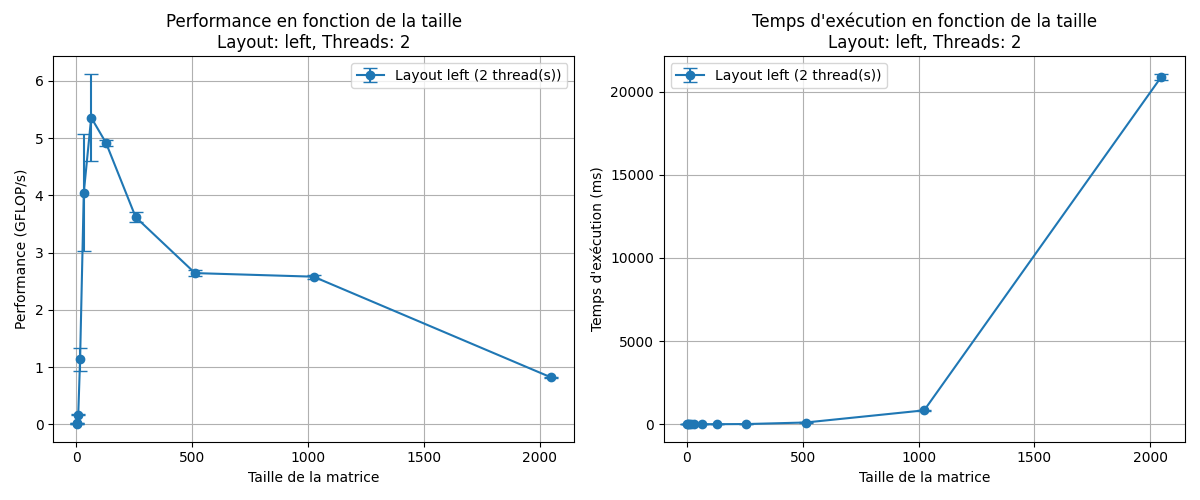 Performance en fonction de la taille
Layout: left, Threads: 2
Layout left (2 thread(s))
Performance (GFLOP/s)
6
5
4
3
2
1
0
0
500
1000
1500
2000
Taille de la matrice
Temps d'exécution en fonction de la taille
Layout: left, Threads: 2
Layout left (2 thread(s))
Temps d'exécution (ms)
20000
15000
10000
5000
0
0
500
1000
1500
2000
Taille de la matrice